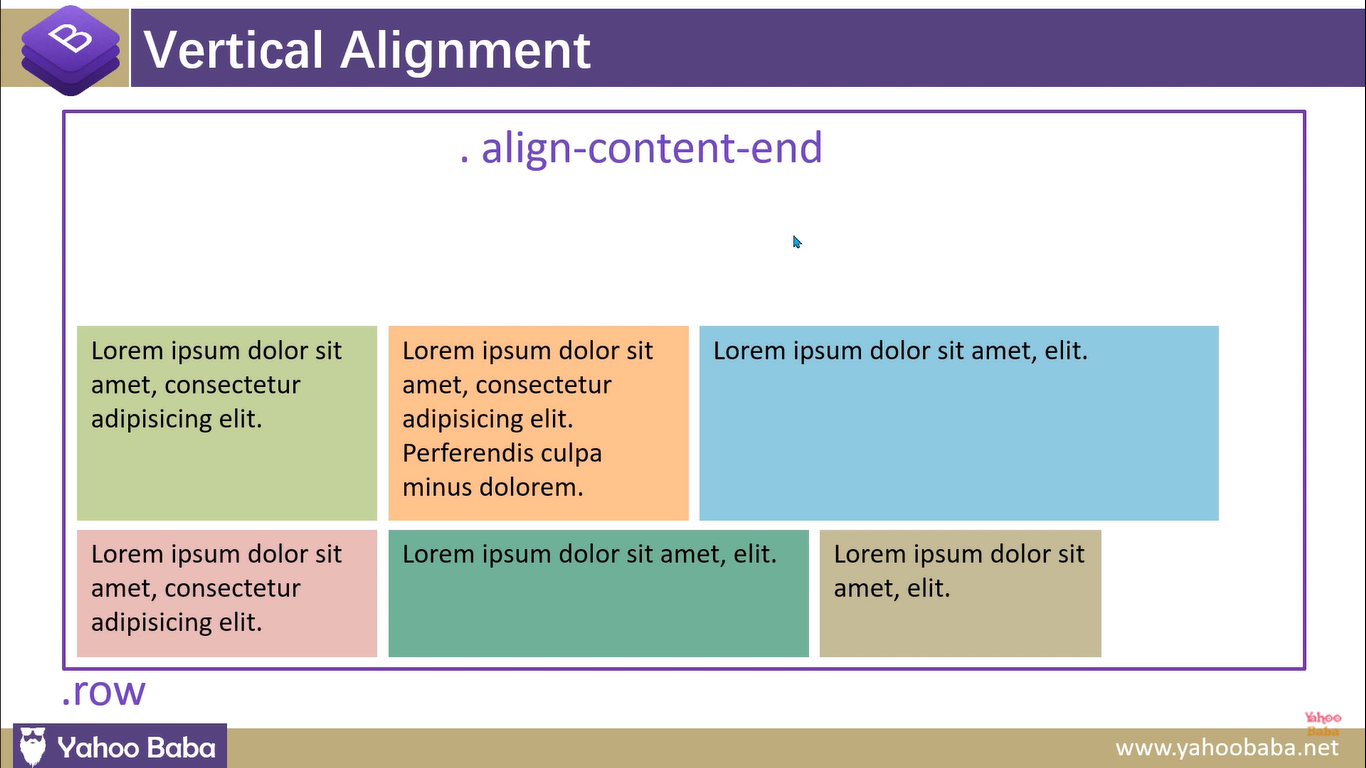 B
Vertical Alignment
. align-content-end
Lorem ipsum dolor sit
amet, consectetur
adipisicing elit.
Lorem ipsum dolor sit
amet, consectetur
adipisicing elit.
Perferendis culpa
minus dolorem.
Lorem ipsum dolor sit amet, elit.
Lorem ipsum dolor sit
amet, consectetur
adipisicing elit.
Lorem ipsum dolor sit amet, elit.
Lorem ipsum dolor sit
amet, elit.
.row
Yahoo
Baba
Yahoo Baba
www.yahoobaba.net